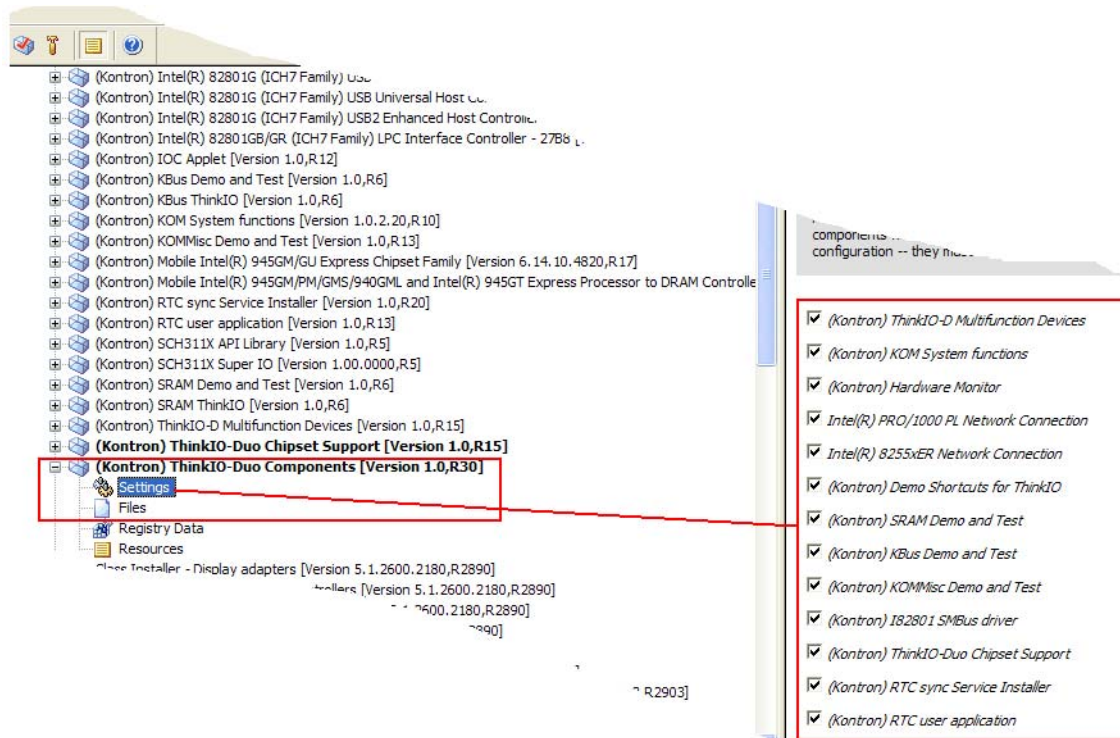 (Kontron) Intel(R) 82801G (ICH7 Family)
(Kontron) Intel(R) 82801G (ICH7 Family) USB Universal Host
(Kontron) Intel(R) 82801G (ICH7 Family) USB2 Enhanced Host
(Kontron) Intel(R) 82801GB/GR (ICH7 Family) LPC Interface Controller - 27B8
(Kontron) IOC Applet [Version 1.0,R12]
(Kontron) KBus Demo and Test [Version 1.0,R6]
(Kontron) KBus ThinkIO [Version 1.0,R6]
(Kontron) KOM System functions [Version 1.0.2.20,R10]
(Kontron) KOMMisc Demo and Test [Version 1.0,R13]
(Kontron) Mobile Intel(R) 945GM/GU Express Chipset Family [Version 6.14.10.4820,R17]
(Kontron) Mobile Intel(R) 945GM/PM/GMS/940GML and Intel(R) 945GT Express Processor to DRAM Controlle
(Kontron) RTC sync Service Installer [Version 1.0,R20]
(Kontron) RTC user application [Version 1.0,R13]
(Kontron) SCH311X API Library [Version 1.0,R5]
(Kontron) SCH311X Super IO [Version 1.00.0000,R5]
(Kontron) SRAM Demo and Test [Version 1.0,R6]
(Kontron) SRAM ThinkIO [Version 1.0,R6]
(Kontron) ThinkIO-D Multifunction Devices [Version 1.0,R15]
(Kontron) ThinkIO-Duo Chipset Support [Version 1.0,R15]
(Kontron) ThinkIO-Duo Components [Version 1.0,R30]
Settings
Files
Registry Data
Resources
Class Installer - Display adapters [Version 5.1.2600.2180,R2890]
[Version 5.1.2600.2180,R2890]
2600.2180,R2890]
R2903]
components
configuration -- they
(Kontron) ThinkIO-D Multifunction Devices
(Kontron) KOM System functions
(Kontron) Hardware Monitor
Intel(R) PRO/1000 PL Network Connection
Intel(R) 8255xER Network Connection
(Kontron) Demo Shortcuts for ThinkIO
(Kontron) SRAM Demo and Test
(Kontron) KBus Demo and Test
(Kontron) KOMMisc Demo and Test
(Kontron) I82801 SMBus driver
(Kontron) ThinkIO-Duo Chipset Support
(Kontron) RTC sync Service Installer
(Kontron) RTC user application